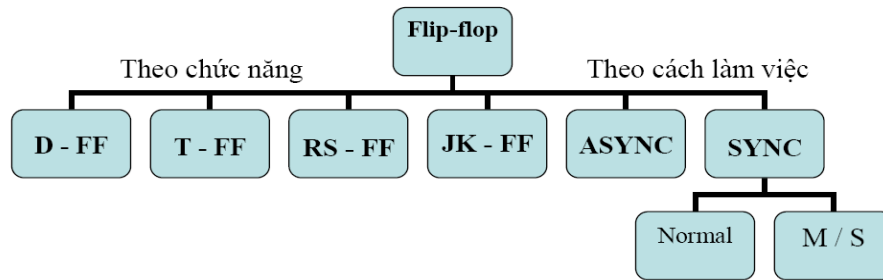 Flip-flop
Theo chức năng
Theo cách làm việc
D - FF
T - FF
RS - FF
JK - FF
ASYNC
SYNC
Normal
M / S